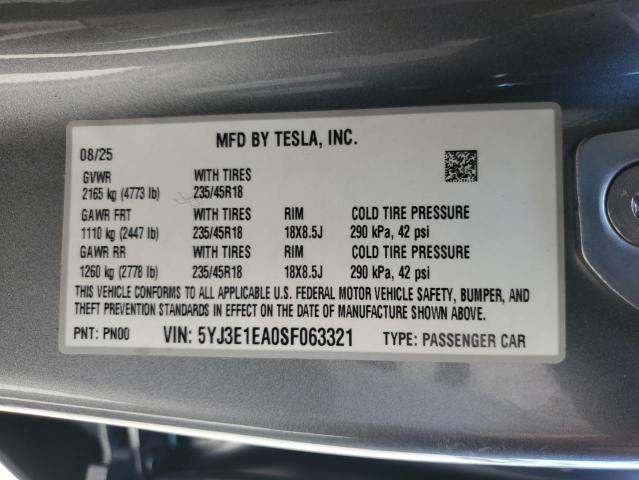 MFD BY TESLA, INC.
08/25
GVWR WITH TIRES
2165 kg (4773 lb) 235/45R18
GAWR FRT WITH TIRES RIM COLD TIRE PRESSURE
1110 kg (2447 lb) 235/45R18 18X8.5J 290 kPa, 42 psi
GAWR RR WITH TIRES RIM COLD TIRE PRESSURE
1260 kg (2778 lb) 235/45R18 18X8.5J 290 kPa, 42 psi
THIS VEHICLE CONFORMS TO ALL APPLICABLE U.S. FEDERAL MOTOR VEHICLE SAFETY, BUMPER, AND
THEFT PREVENTION STANDARDS IN EFFECT ON THE DATE OF MANUFACTURE SHOWN ABOVE.
PNT: PN00 VIN: 5YJ3E1EA0SF063321 TYPE: PASSENGER CAR